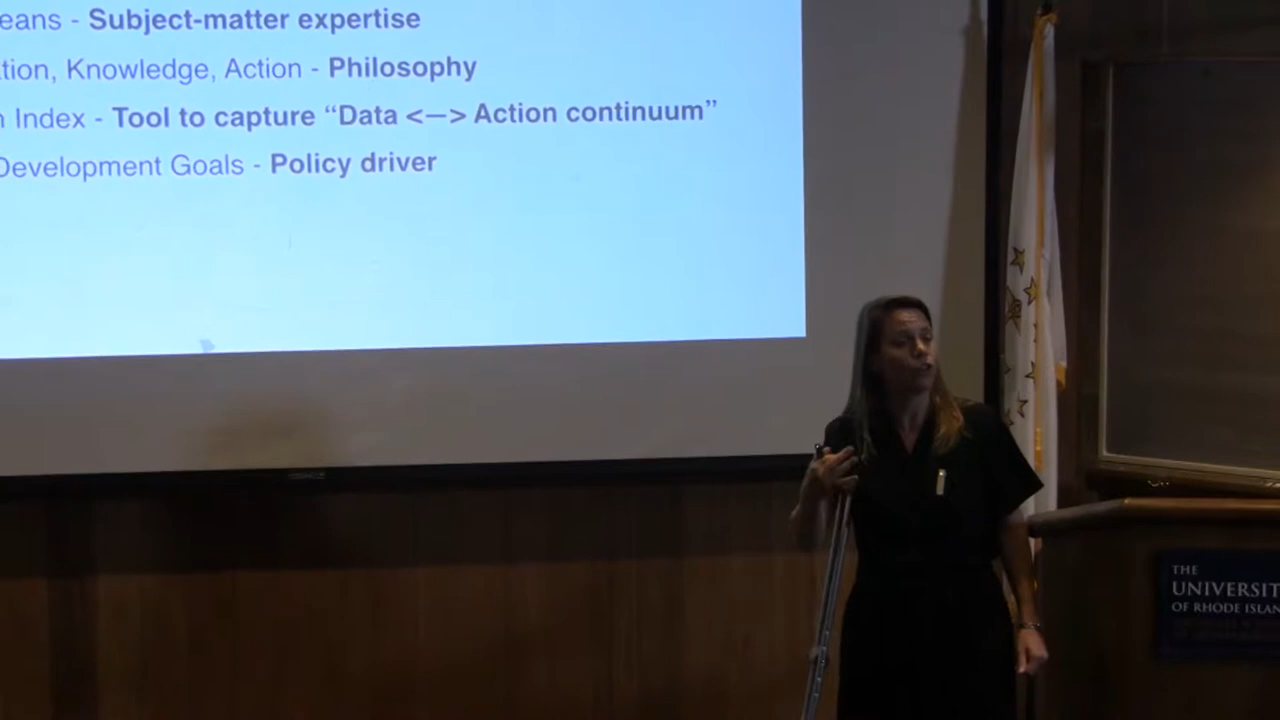 eans - Subject-matter expertise
tion, Knowledge, Action - Philosophy
n Index - Tool to capture “Data <—> Action continuum”
Development Goals - Policy driver
THE
UNIVERSIT
OF RHODE ISLAN